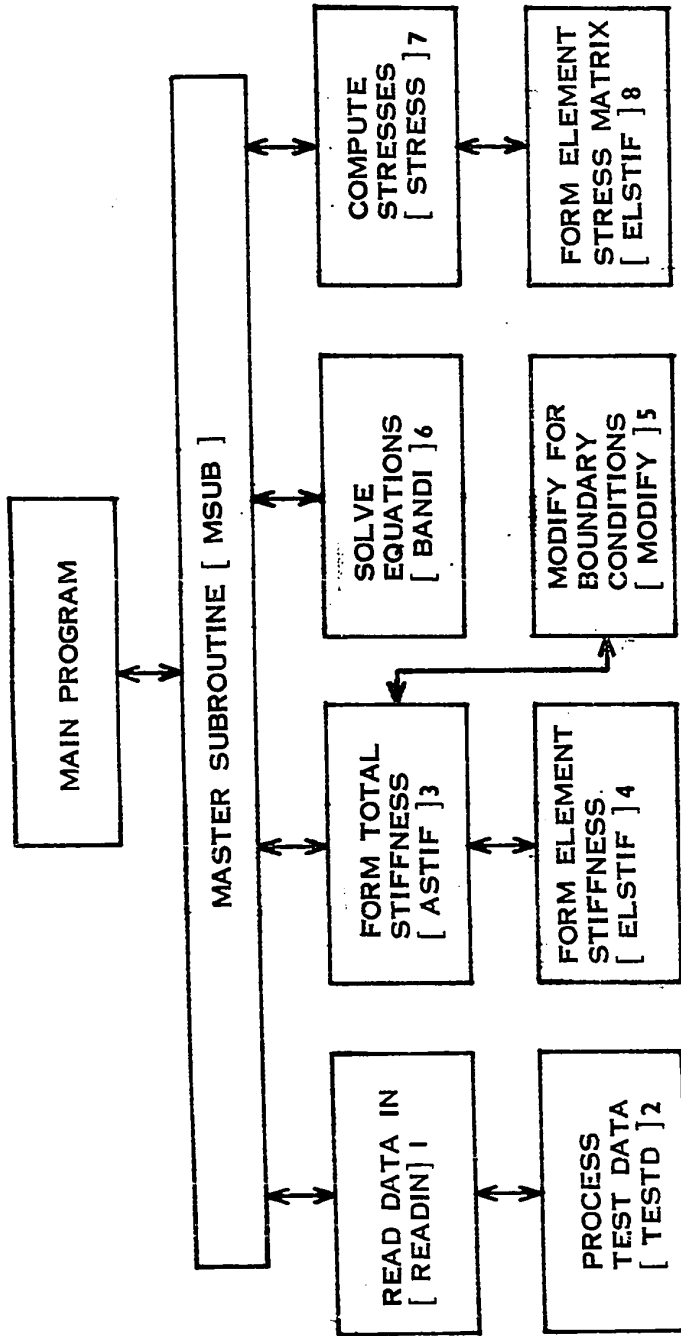 MAIN PROGRAM
MASTER SUBROUTINE [ MSUB ]
READ DATA IN
[ READIN] 1
FORM TOTAL
STIFFNESS
[ ASTIF ]3
SOLVE
EQUATIONS
[ BANDI ]6
COMPUTE
STRESSES
[ STRESS ]7
PROCESS
TEST DATA
[ TESTD ]2
FORM ELEMENT
STIFFNESS.
[ ELSTIF ]4
MODIFY FOR
BOUNDARY
CONDITIONS
[ MODIFY ]5
FORM ELEMENT
STRESS MATRIX
[ ELSTIF ]8